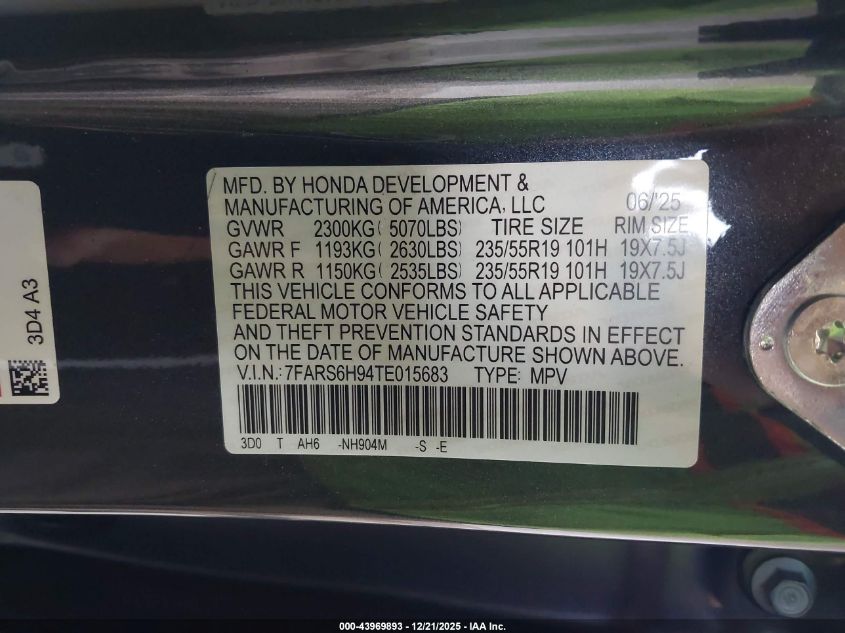 MFD. BY HONDA DEVELOPMENT &
MANUFACTURING OF AMERICA, LLC 06/'25
GVWR 2300KG( 5070LBS) TIRE SIZE RIM SIZE
GAWR F 1193KG( 2630LBS) 235/55R19 101H 19X7.5J
GAWR R 1150KG( 2535LBS) 235/55R19 101H 19X7.5J
THIS VEHICLE CONFORMS TO ALL APPLICABLE
FEDERAL MOTOR VEHICLE SAFETY
AND THEFT PREVENTION STANDARDS IN EFFECT
ON THE DATE OF MANUFACTURE SHOWN ABOVE.
V.I.N.: 7FARS6H94TE015683 TYPE: MPV
3D0 T AH6 -NH904M -S -E
3D4 A3
000-43969893 - 12/21/2025 - IAA Inc.